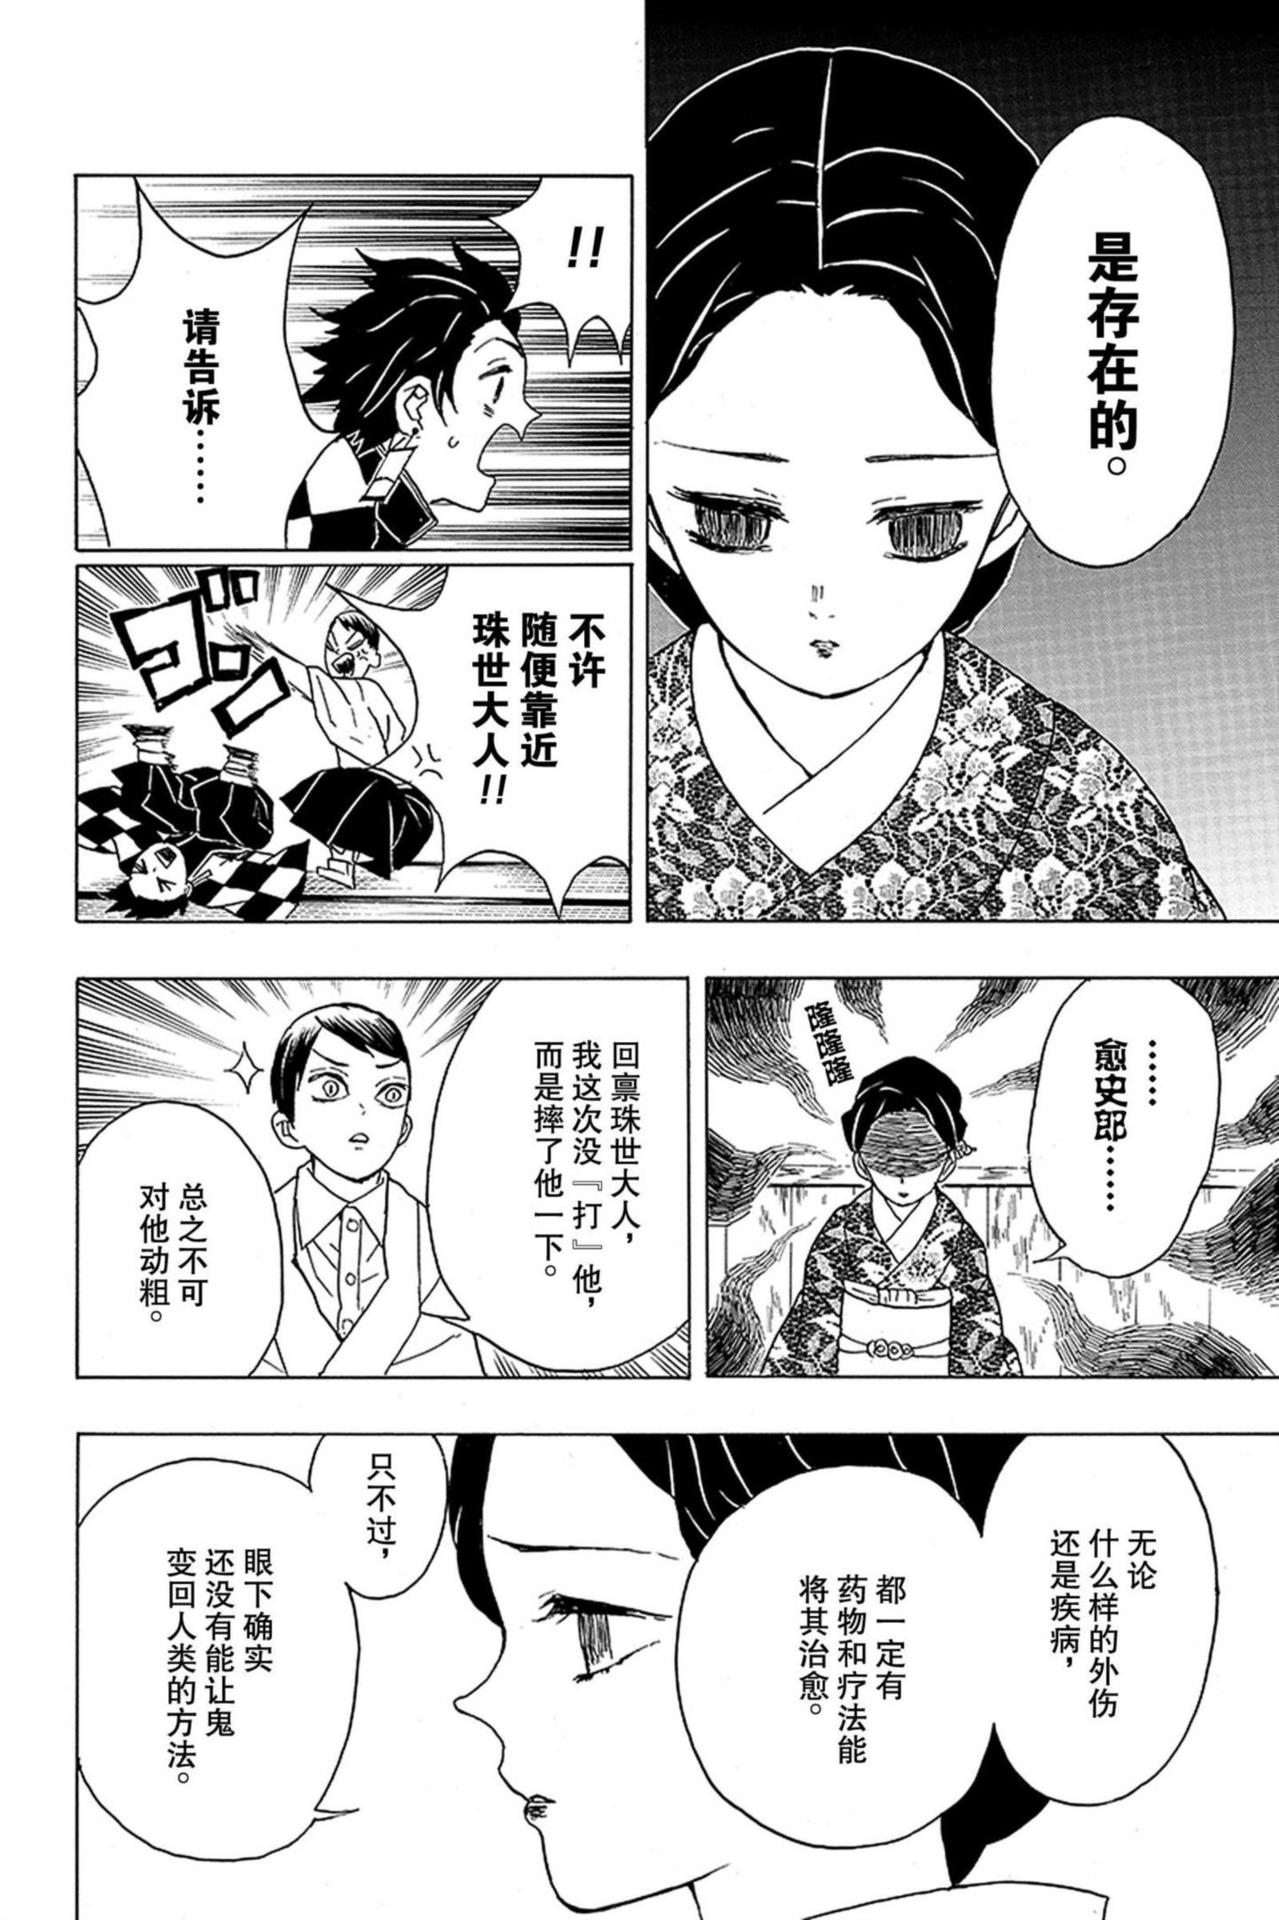 是存在的。
!!
请告诉……
不许
随便靠近
珠世大人!!
ゴロゴロン
……
愈史郎……
隆隆隆
回禀珠世大人，
我这次没『打』他，
而是摔了他一下。
总之不可
对他动粗。
无论
什么样的外伤
还是疾病，
都一定有
药物和疗法能
将其治愈。
只不过，
眼下确实
还没有能让鬼
变回人类的方法。